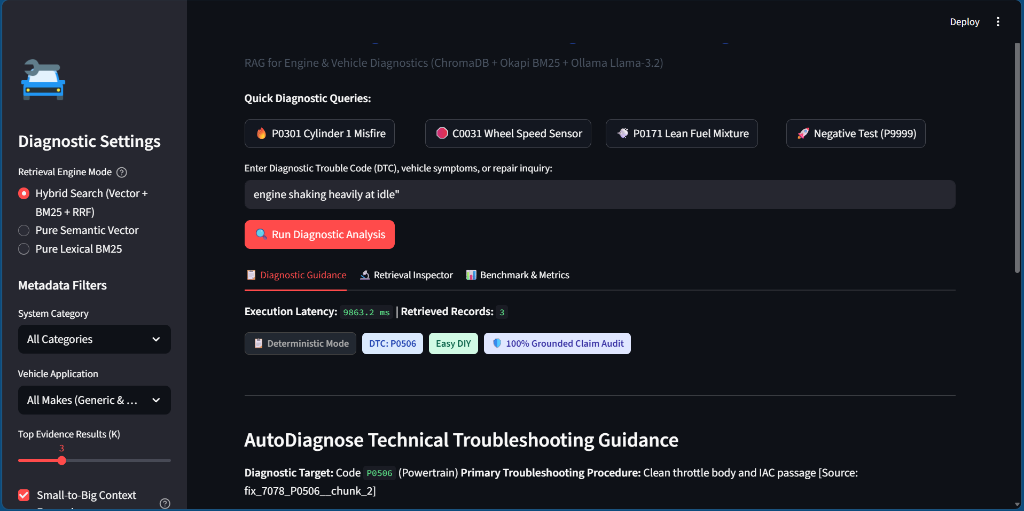 Deploy
RAG for Engine & Vehicle Diagnostics (ChromaDB + Okapi BM25 + Ollama Llama-3.2)
Quick Diagnostic Queries:
P0301 Cylinder 1 Misfire
C0031 Wheel Speed Sensor
P0171 Lean Fuel Mixture
Negative Test (P9999)
Enter Diagnostic Trouble Code (DTC), vehicle symptoms, or repair inquiry:
engine shaking heavily at idle"
Run Diagnostic Analysis
Diagnostic Guidance
Retrieval Inspector
Benchmark & Metrics
Execution Latency: 9863.2 ms | Retrieved Records: 3
Deterministic Mode
DTC: P0506
Easy DIY
100% Grounded Claim Audit
AutoDiagnose Technical Troubleshooting Guidance
Diagnostic Target: Code P0506 (Powertrain) Primary Troubleshooting Procedure: Clean throttle body and IAC passage [Source:
fix_7078_P0506__chunk_2]
Diagnostic Settings
Retrieval Engine Mode
Hybrid Search (Vector +
BM25 + RRF)
Pure Semantic Vector
Pure Lexical BM25
Metadata Filters
System Category
All Categories
Vehicle Application
All Makes (Generic & ...
Top Evidence Results (K)
3
Small-to-Big Context